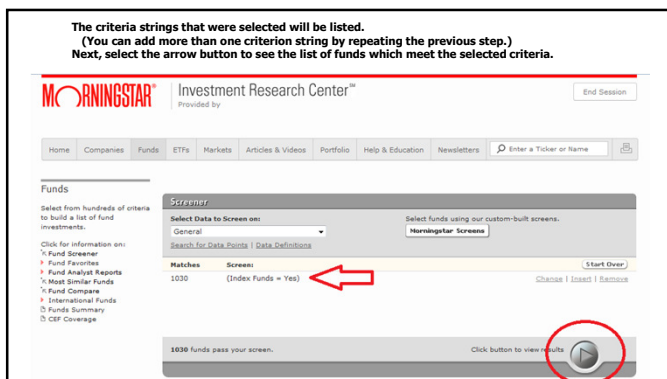 The criteria strings that were selected will be listed.
(You can add more than one criterion string by repeating the previous step.)
Next, select the arrow button to see the list of funds which meet the selected criteria.
MORNINGSTAR® Investment Research Center℠
Provided by
End Session
Home Companies Funds ETFs Markets Articles & Videos Portfolio Help & Education Newsletters Enter a Ticker or Name
Funds
Select from hundreds of criteria
to build a list of fund
investments.
Click for information on:
Fund Screener
Fund Favorites
Fund Analyst Reports
Most Similar Funds
Fund Compare
International Funds
Funds Summary
CEF Coverage
Screener
Select Data to Screen on:
General
Search for Data Points | Data Definitions
Select funds using our custom-built screens.
Morningstar Screens
Matches Screen: Start Over
1030 (Index Funds = Yes) Change | Insert | Remove
1030 funds pass your screen. Click button to view results